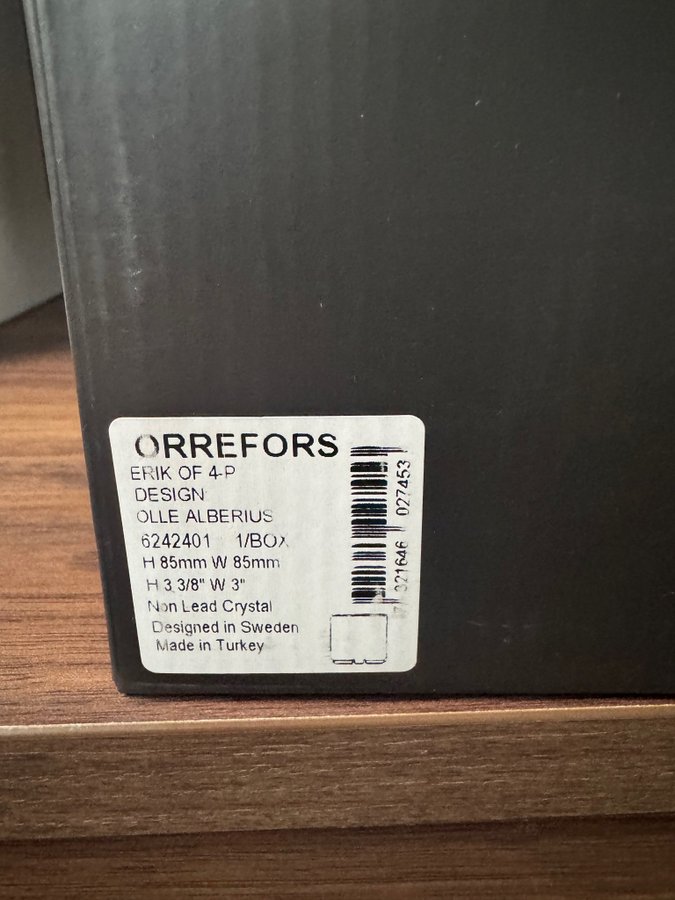 ORREFORS
ERIK OF 4-P
DESIGN
OLLE ALBERIUS
6242401 1/BOX
H 85mm W 85mm
H 3 3/8" W 3"
Non Lead Crystal
Designed in Sweden
Made in Turkey
7 321646 027453